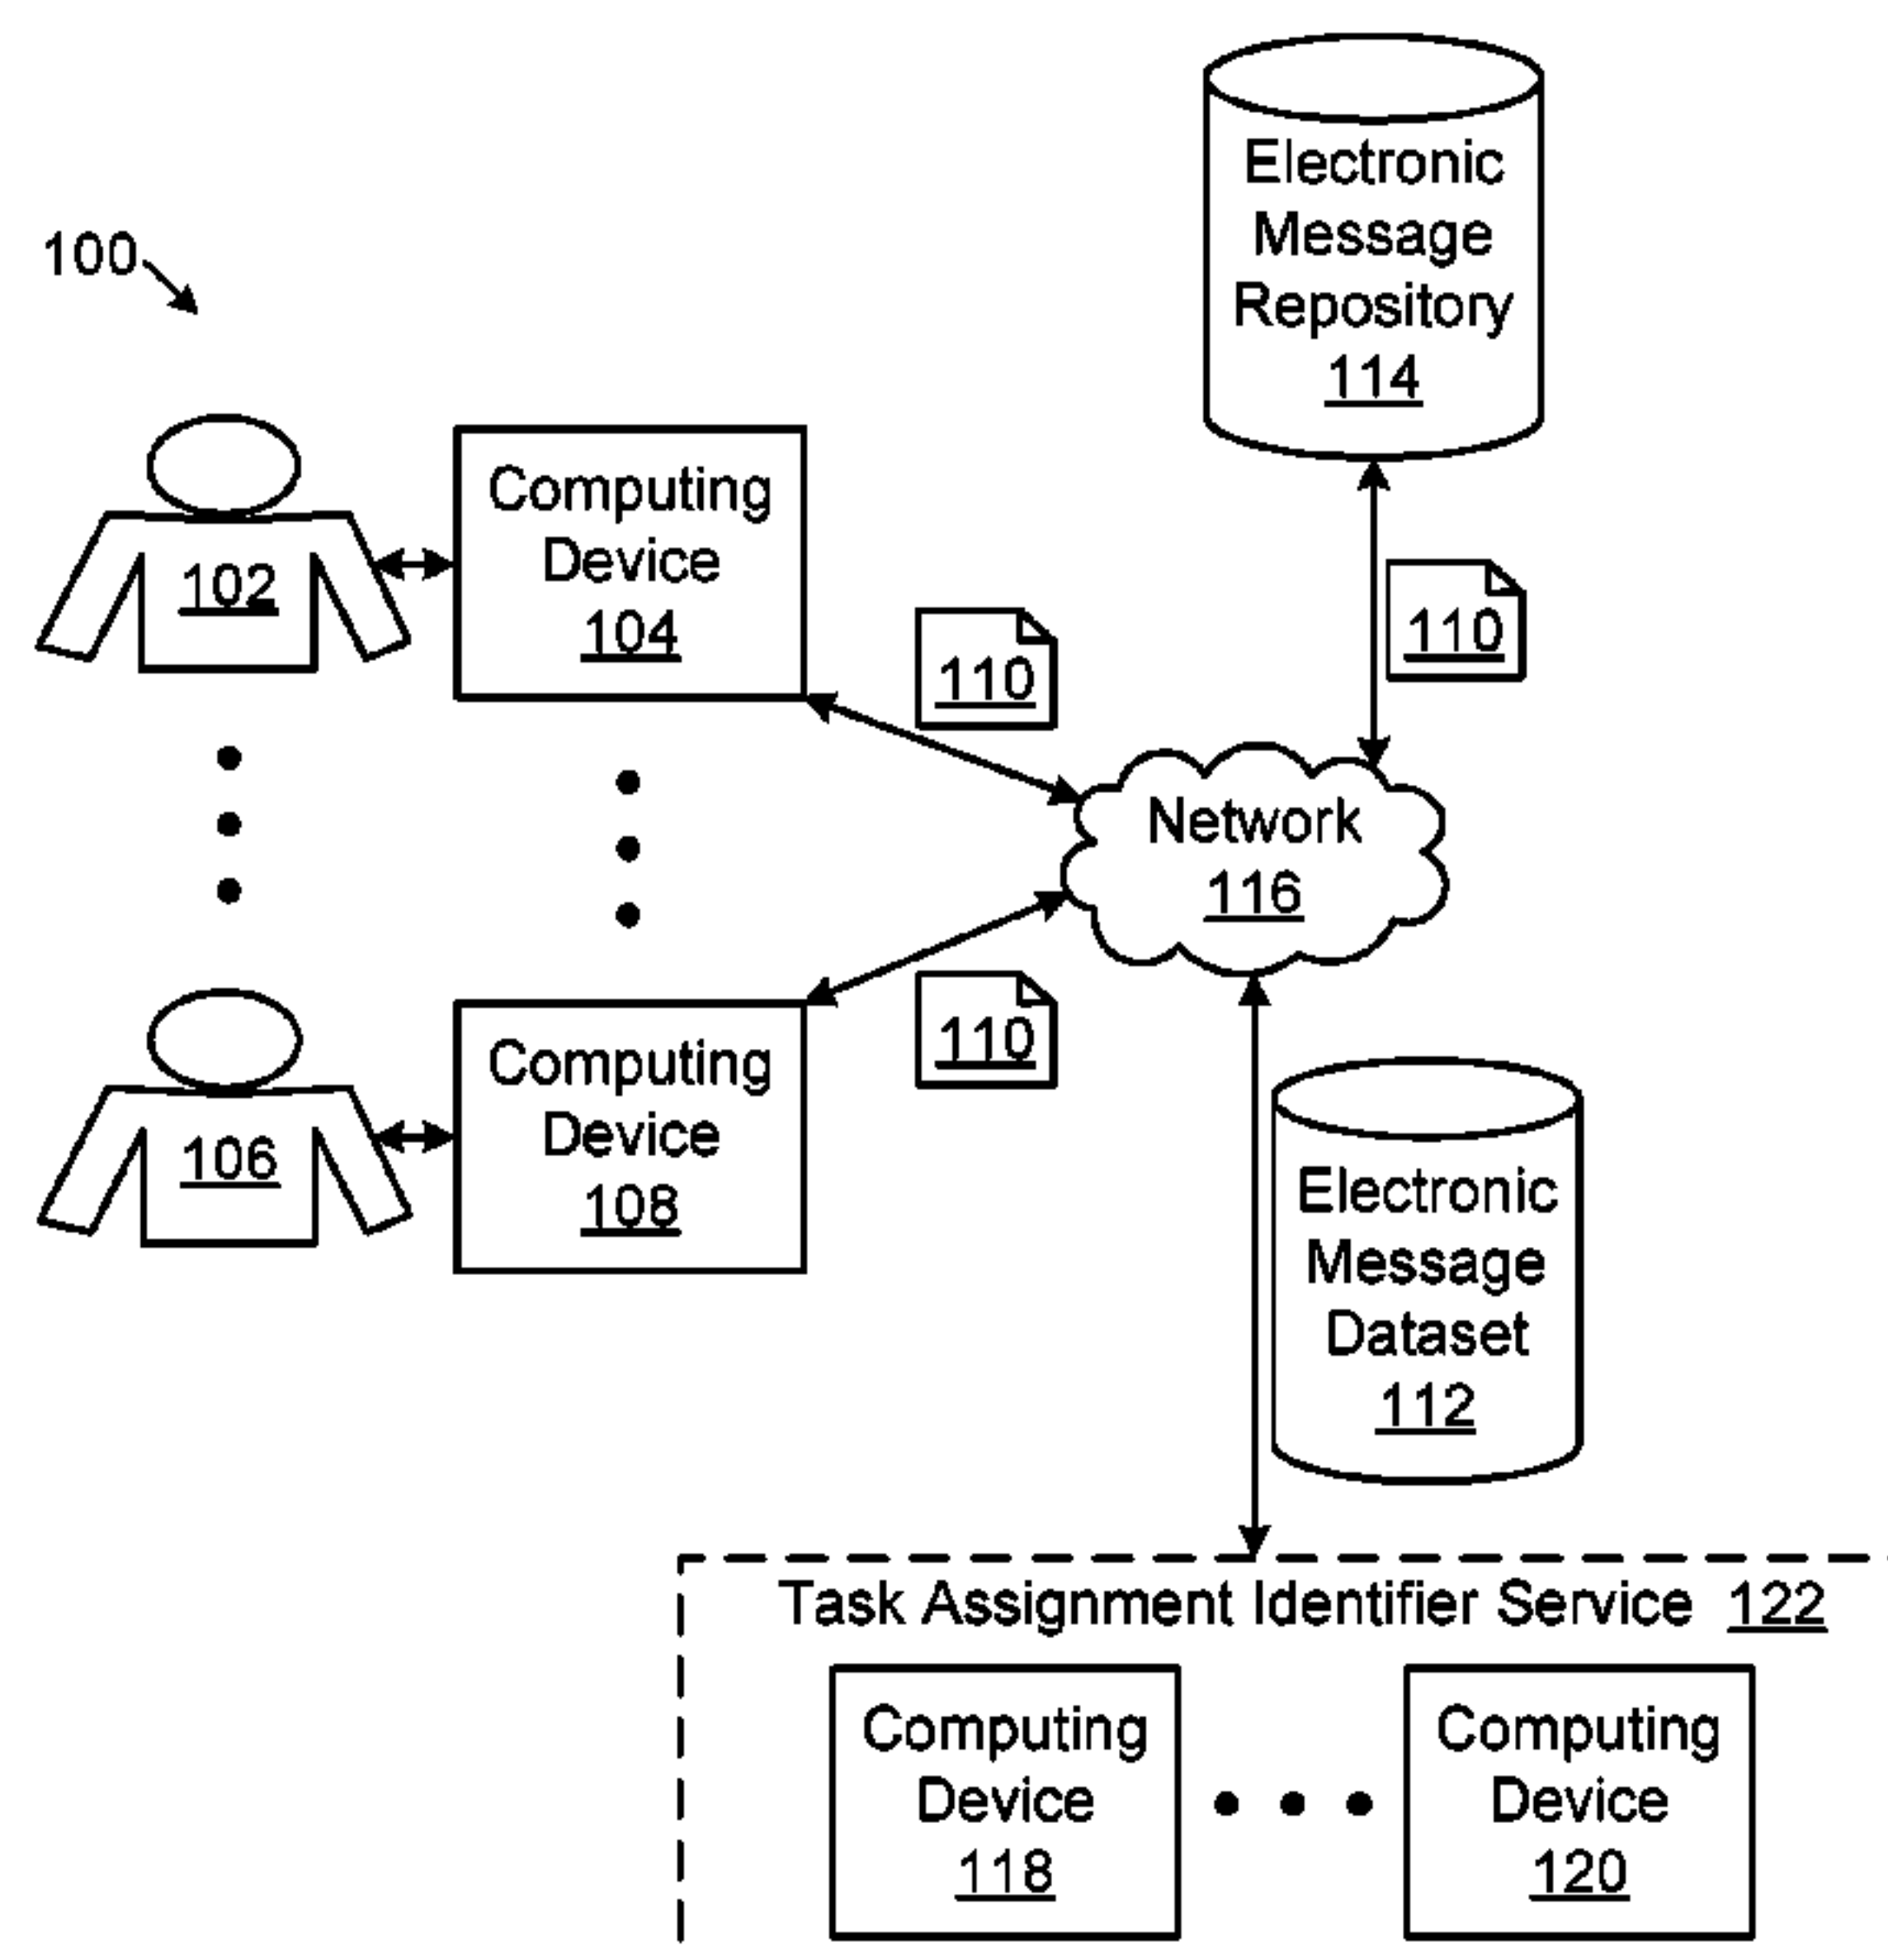 Electronic
Message
Repository
114
100
Computing
Device
104
102
110
110
Network
116
110
Computing
Device
108
106
Electronic
Message
Dataset
112
Task Assignment Identifier Service 122
Computing
Device
118
Computing
Device
120